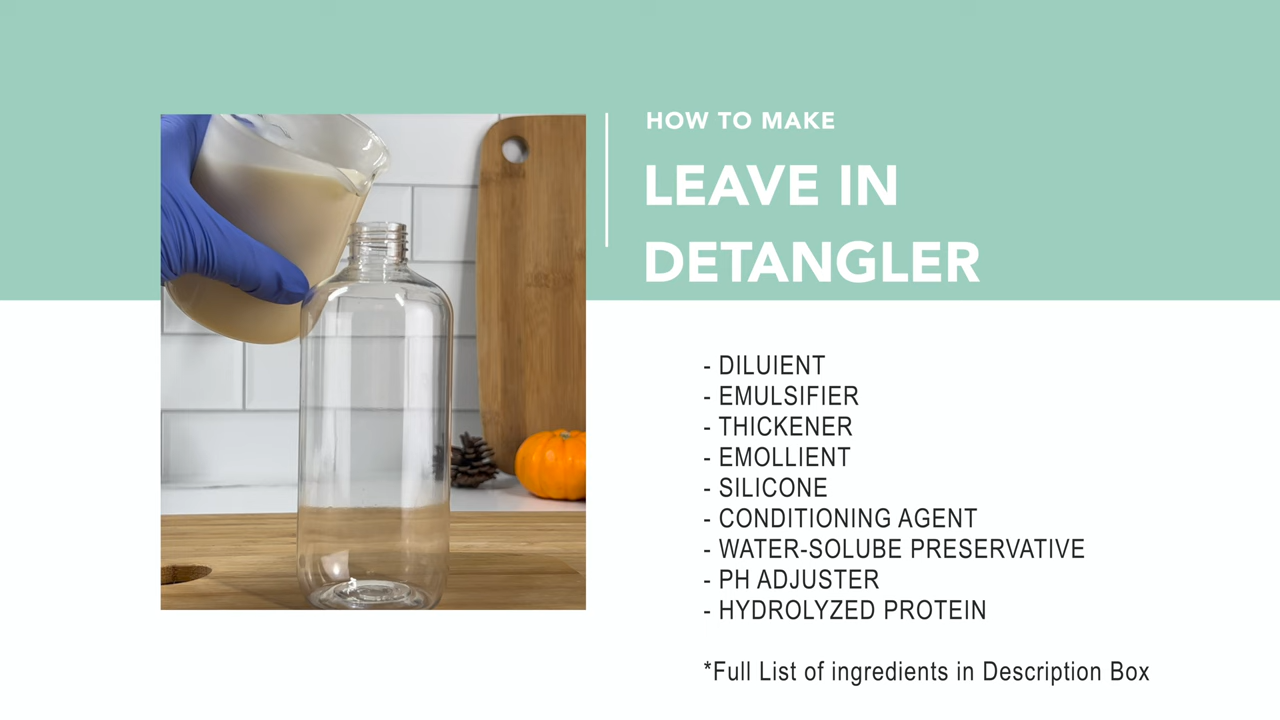 HOW TO MAKE
LEAVE IN
DETANGLER
- DILUIENT
- EMULSIFIER
- THICKENER
- EMOLLIENT
- SILICONE
- CONDITIONING AGENT
- WATER-SOLUBE PRESERVATIVE
- PH ADJUSTER
- HYDROLYZED PROTEIN
*Full List of ingredients in Description Box